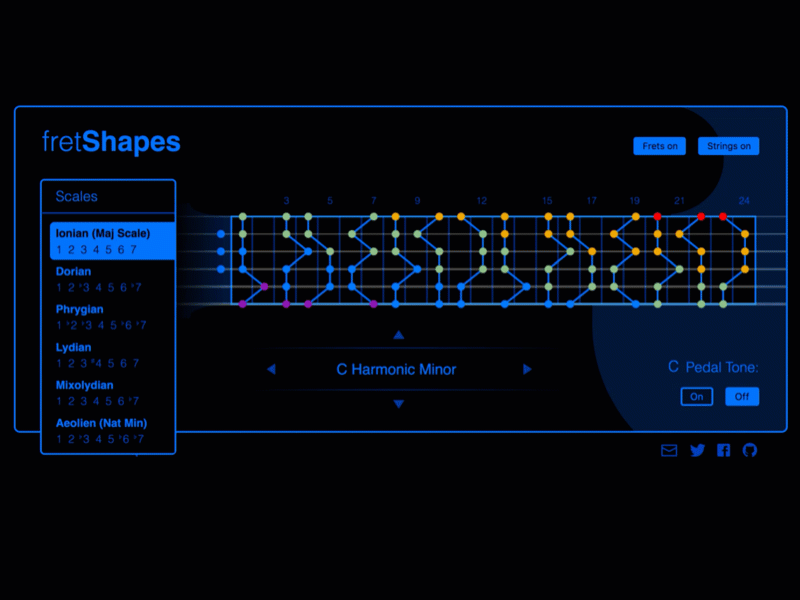 fretShapes
Frets on
Strings on
Scales
Ionian (Maj Scale)
1 2 3 4 5 6 7
Dorian
1 2 ♭3 4 5 6 ♭7
Phrygian
1 ♭2 ♭3 4 5 ♭6 ♭7
Lydian
1 2 3 #4 5 6 7
Mixolydian
1 2 3 4 5 6 ♭7
Aeolien (Nat Min)
1 2 ♭3 4 5 ♭6 ♭7
3 5 7 9 12 15 17 19 21 24
C Harmonic Minor
C Pedal Tone:
On
Off